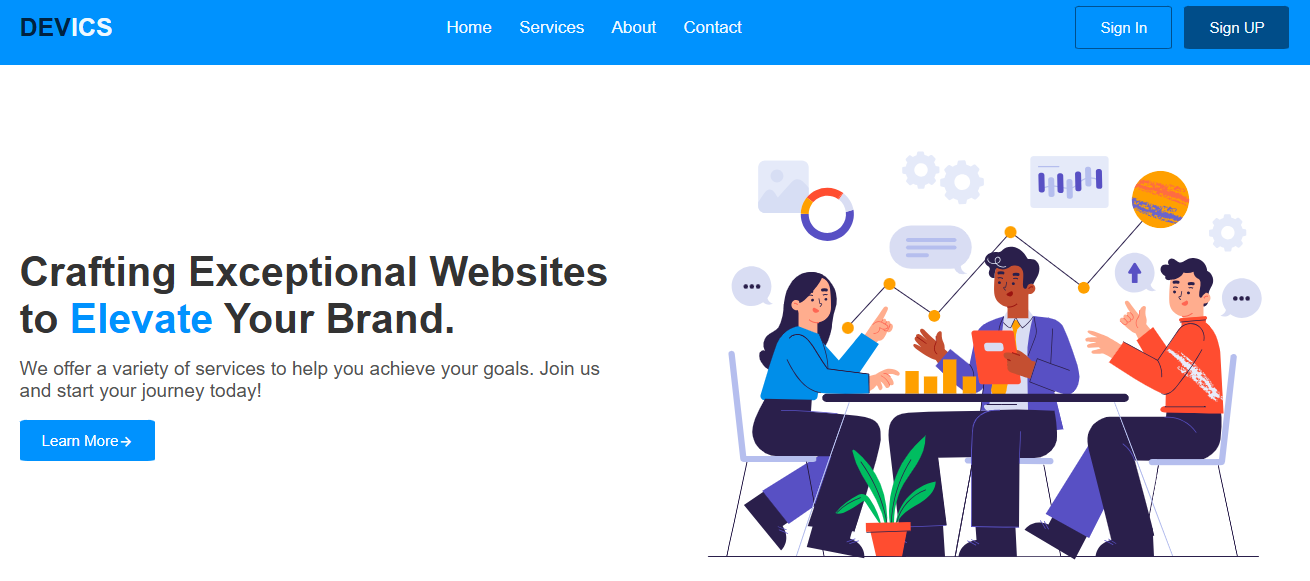 DEVICS
Home Services About Contact
Sign In Sign UP
Crafting Exceptional Websites
to Elevate Your Brand.
We offer a variety of services to help you achieve your goals. Join us
and start your journey today!
Learn More→